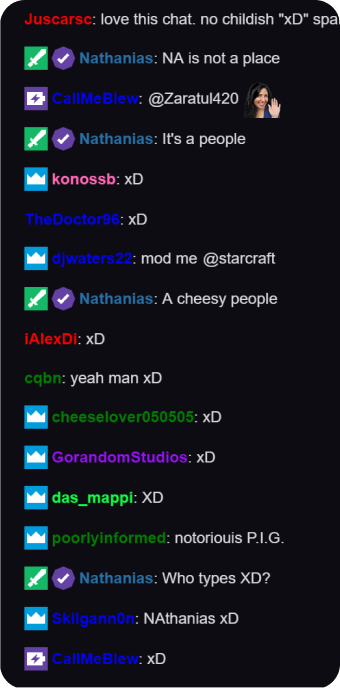 Juscarsc: love this chat. no childish "xD" spa
Nathanias: NA is not a place
CallMeBlew: @Zaratul420
Nathanias: It's a people
konossb: xD
TheDoctor96: xD
djwaters22: mod me @starcraft
Nathanias: A cheesy people
iAlexDi: xD
cqbn: yeah man xD
cheeselover050505: xD
GorandomStudios: xD
das_mappi: XD
poorlyinformed: notoriouis P.I.G.
Nathanias: Who types XD?
Skilgann0n: NAthanias xD
CallMeBlew: xD